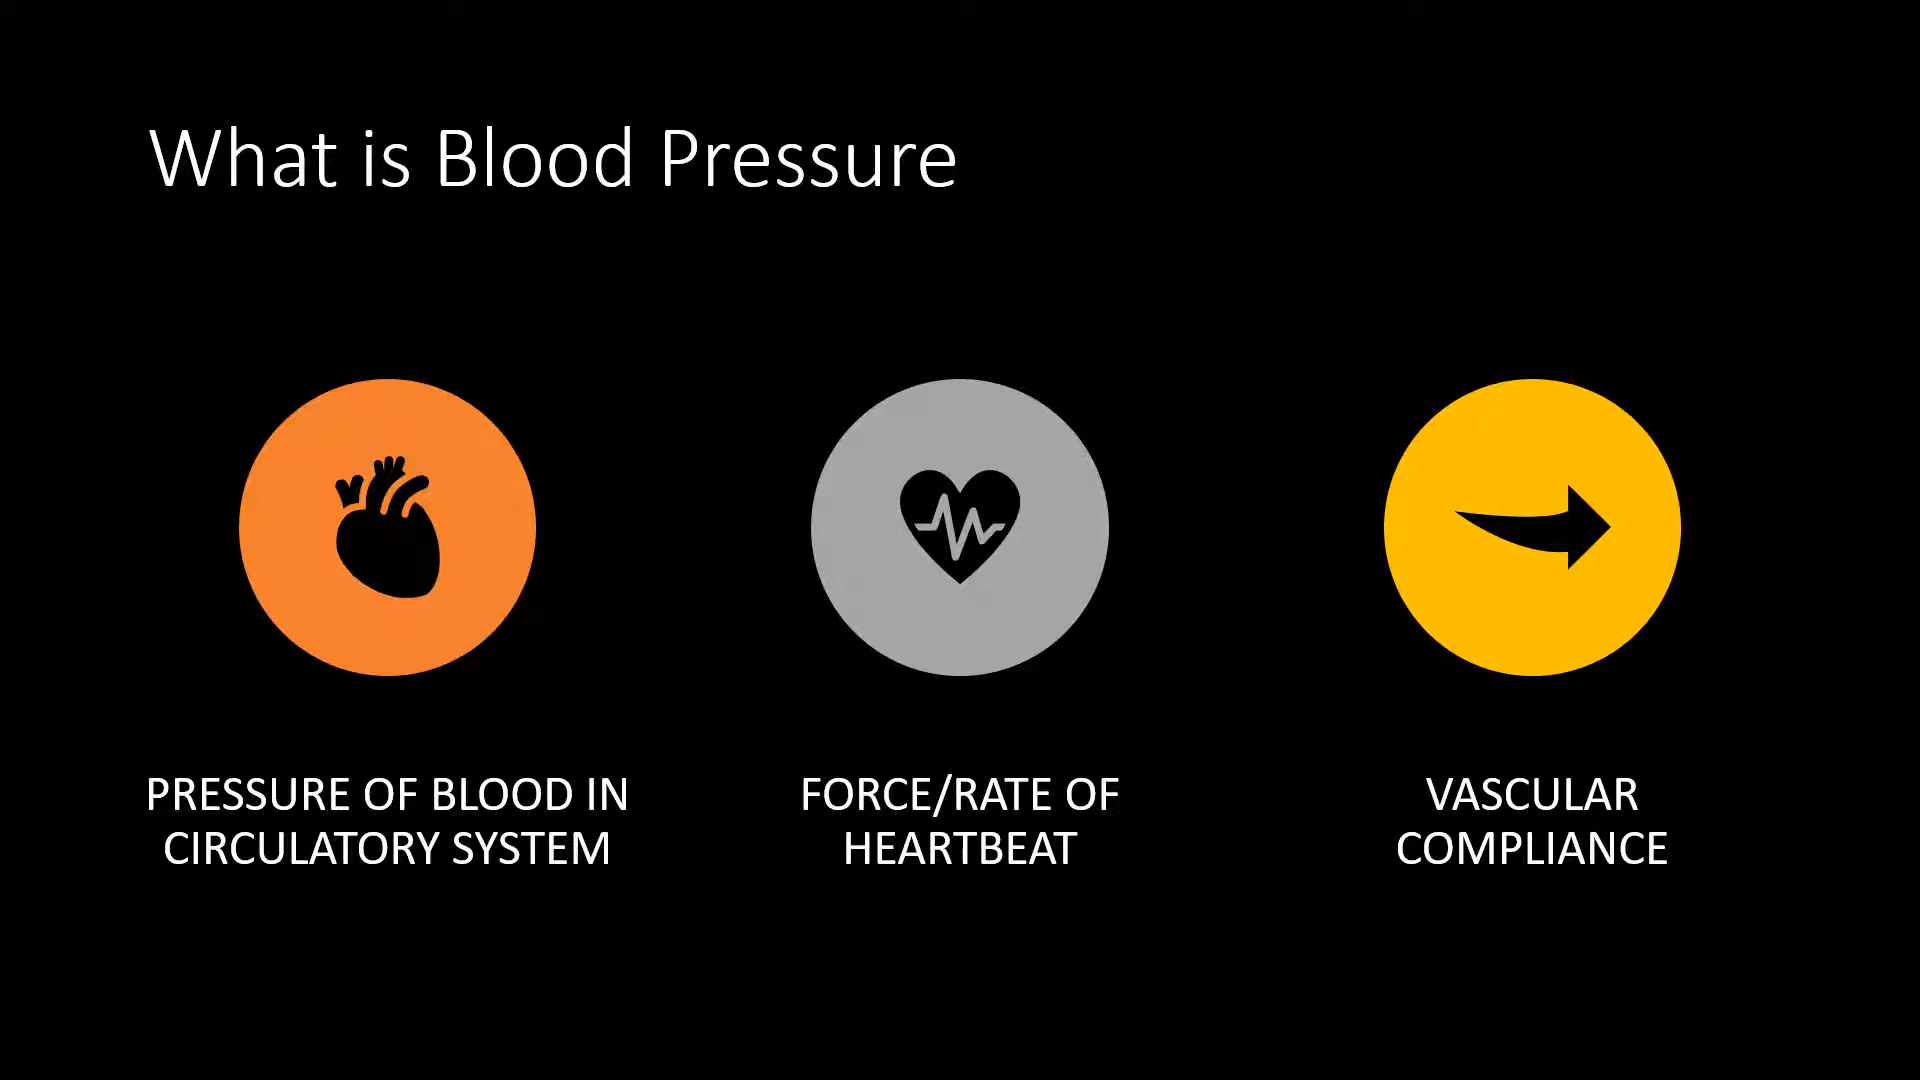 What is Blood Pressure
PRESSURE OF BLOOD IN
CIRCULATORY SYSTEM
FORCE/RATE OF
HEARTBEAT
VASCULAR
COMPLIANCE